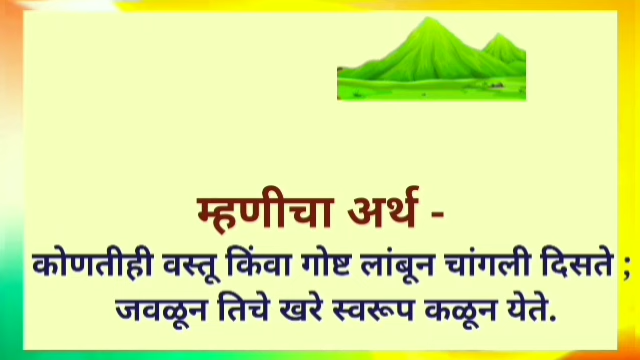 म्हणीचा अर्थ -
कोणतीही वस्तू किंवा गोष्ट लांबून चांगली दिसते ;
जवळून तिचे खरे स्वरूप कळून येते.